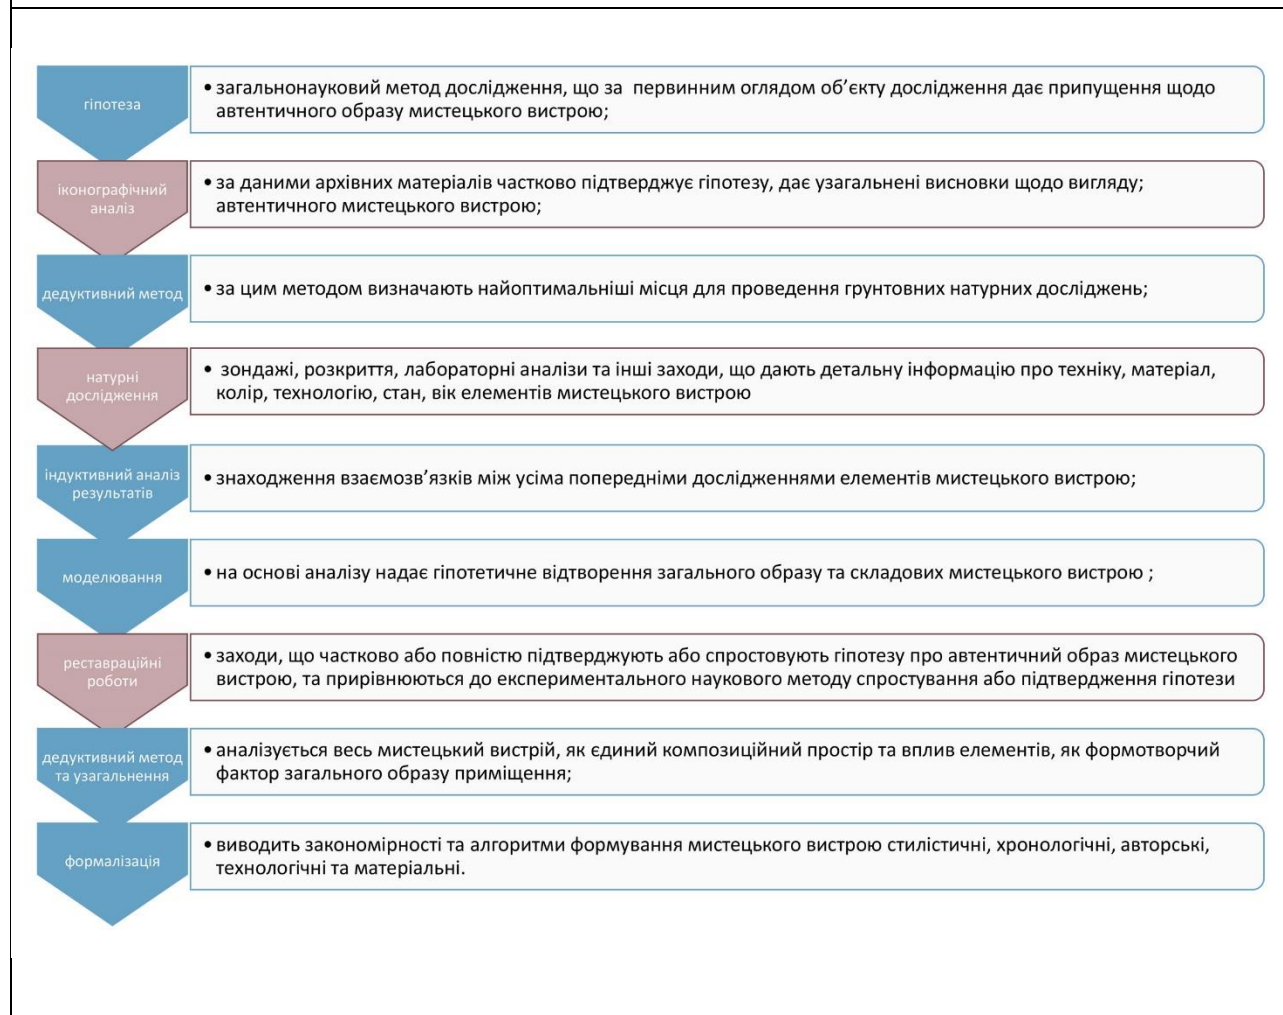 гіпотеза
• загальнонауковий метод дослідження, що за первинним оглядом об’єкту дослідження дає припущення щодо
автентичного образу мистецького вистрою;
іконографічний
аналіз
• за даними архівних матеріалів частково підтверджує гіпотезу, дає узагальнені висновки щодо вигляду;
автентичного мистецького вистрою;
дедуктивний метод
• за цим методом визначають найоптимальніші місця для проведення грунтовних натурних досліджень;
натурні
дослідження
• зондажі, розкриття, лабораторні аналізи та інші заходи, що дають детальну інформацію про техніку, матеріал,
колір, технологію, стан, вік елементів мистецького вистрою
індуктивний аналіз
результатів
• знаходження взаємозв’язків між усіма попередніми дослідженнями елементів мистецького вистрою;
моделювання
• на основі аналізу надає гіпотетичне відтворення загального образу та складових мистецького вистрою ;
реставраційні
роботи
• заходи, що частково або повністю підтверджують або спростовують гіпотезу про автентичний образ мистецького
вистрою, та прирівнюються до експериментального наукового методу спростування або підтвердження гіпотези
дедуктивний метод
та узагальнення
• аналізується весь мистецький вистрій, як єдиний композиційний простір та вплив елементів, як формотворчий
фактор загального образу приміщення;
формалізація
• виводить закономірності та алгоритми формування мистецького вистрою стилістичні, хронологічні, авторські,
технологічні та матеріальні.